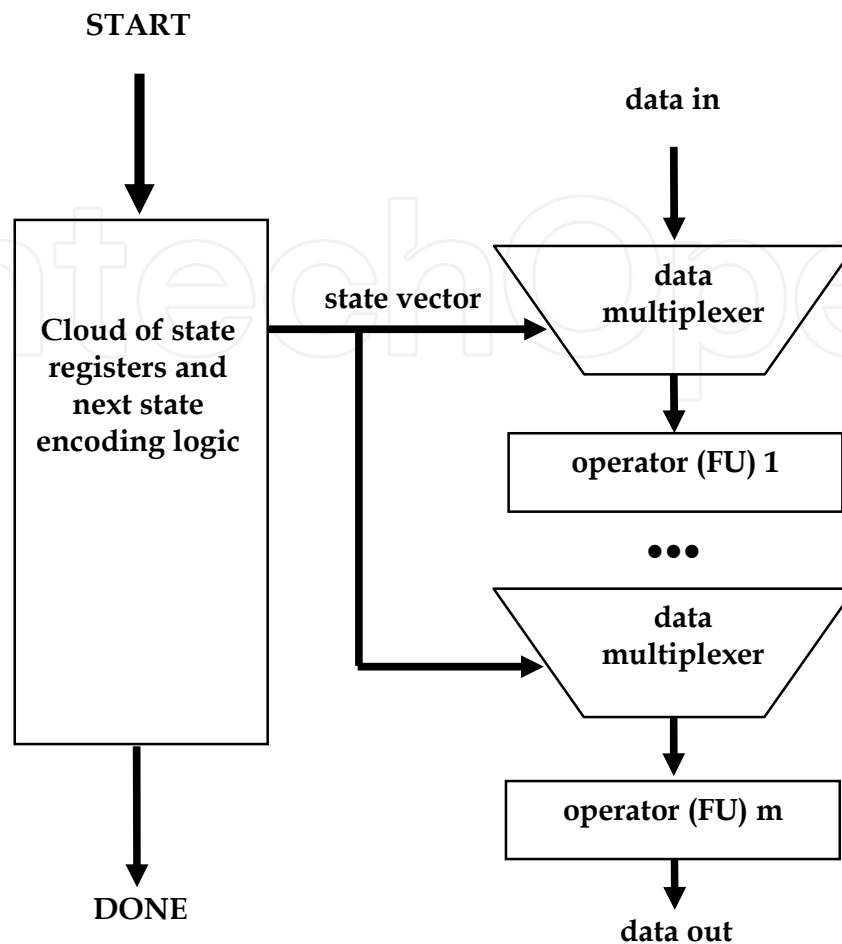 START
data in
data
multiplexer
state vector
Cloud of state
registers and
next state
encoding logic
operator (FU) 1
•••
data
multiplexer
operator (FU) m
DONE
data out